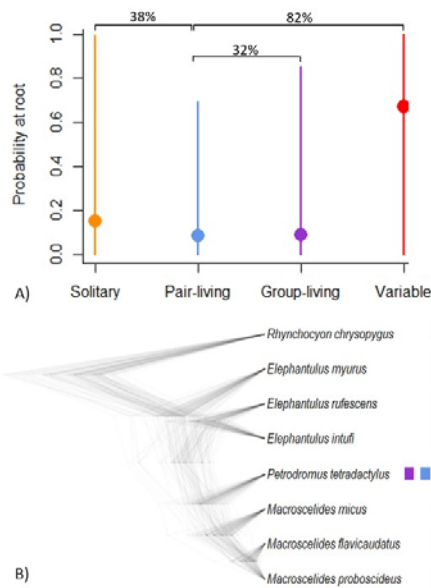 38%
82%
32%
Probability at root
1.0
0.8
0.6
0.4
0.2
0.0
A)
Solitary Pair-living Group-living Variable
Rhynchocyon chrysopygus
Elephantulus myurus
Elephantulus rufescens
Elephantulus intufi
Petrodromus tetradactylus
Macroscelides micus
Macroscelides flavicaudatus
Macroscelides proboscideus
B)